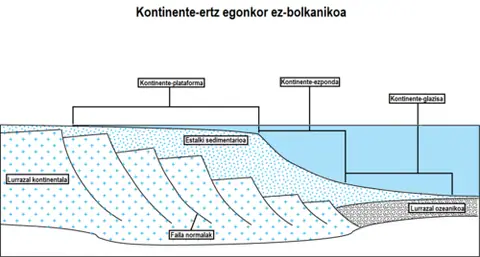 Kontinente-ertz egonkor ez-bolkanikoa
Kontinente-plataforma
Kontinente-ezponda
Kontinente-glazisa
Estalki sedimentarioa
Lurrazal kontinentala
Lurrazal ozeanikoa
Faila normalak